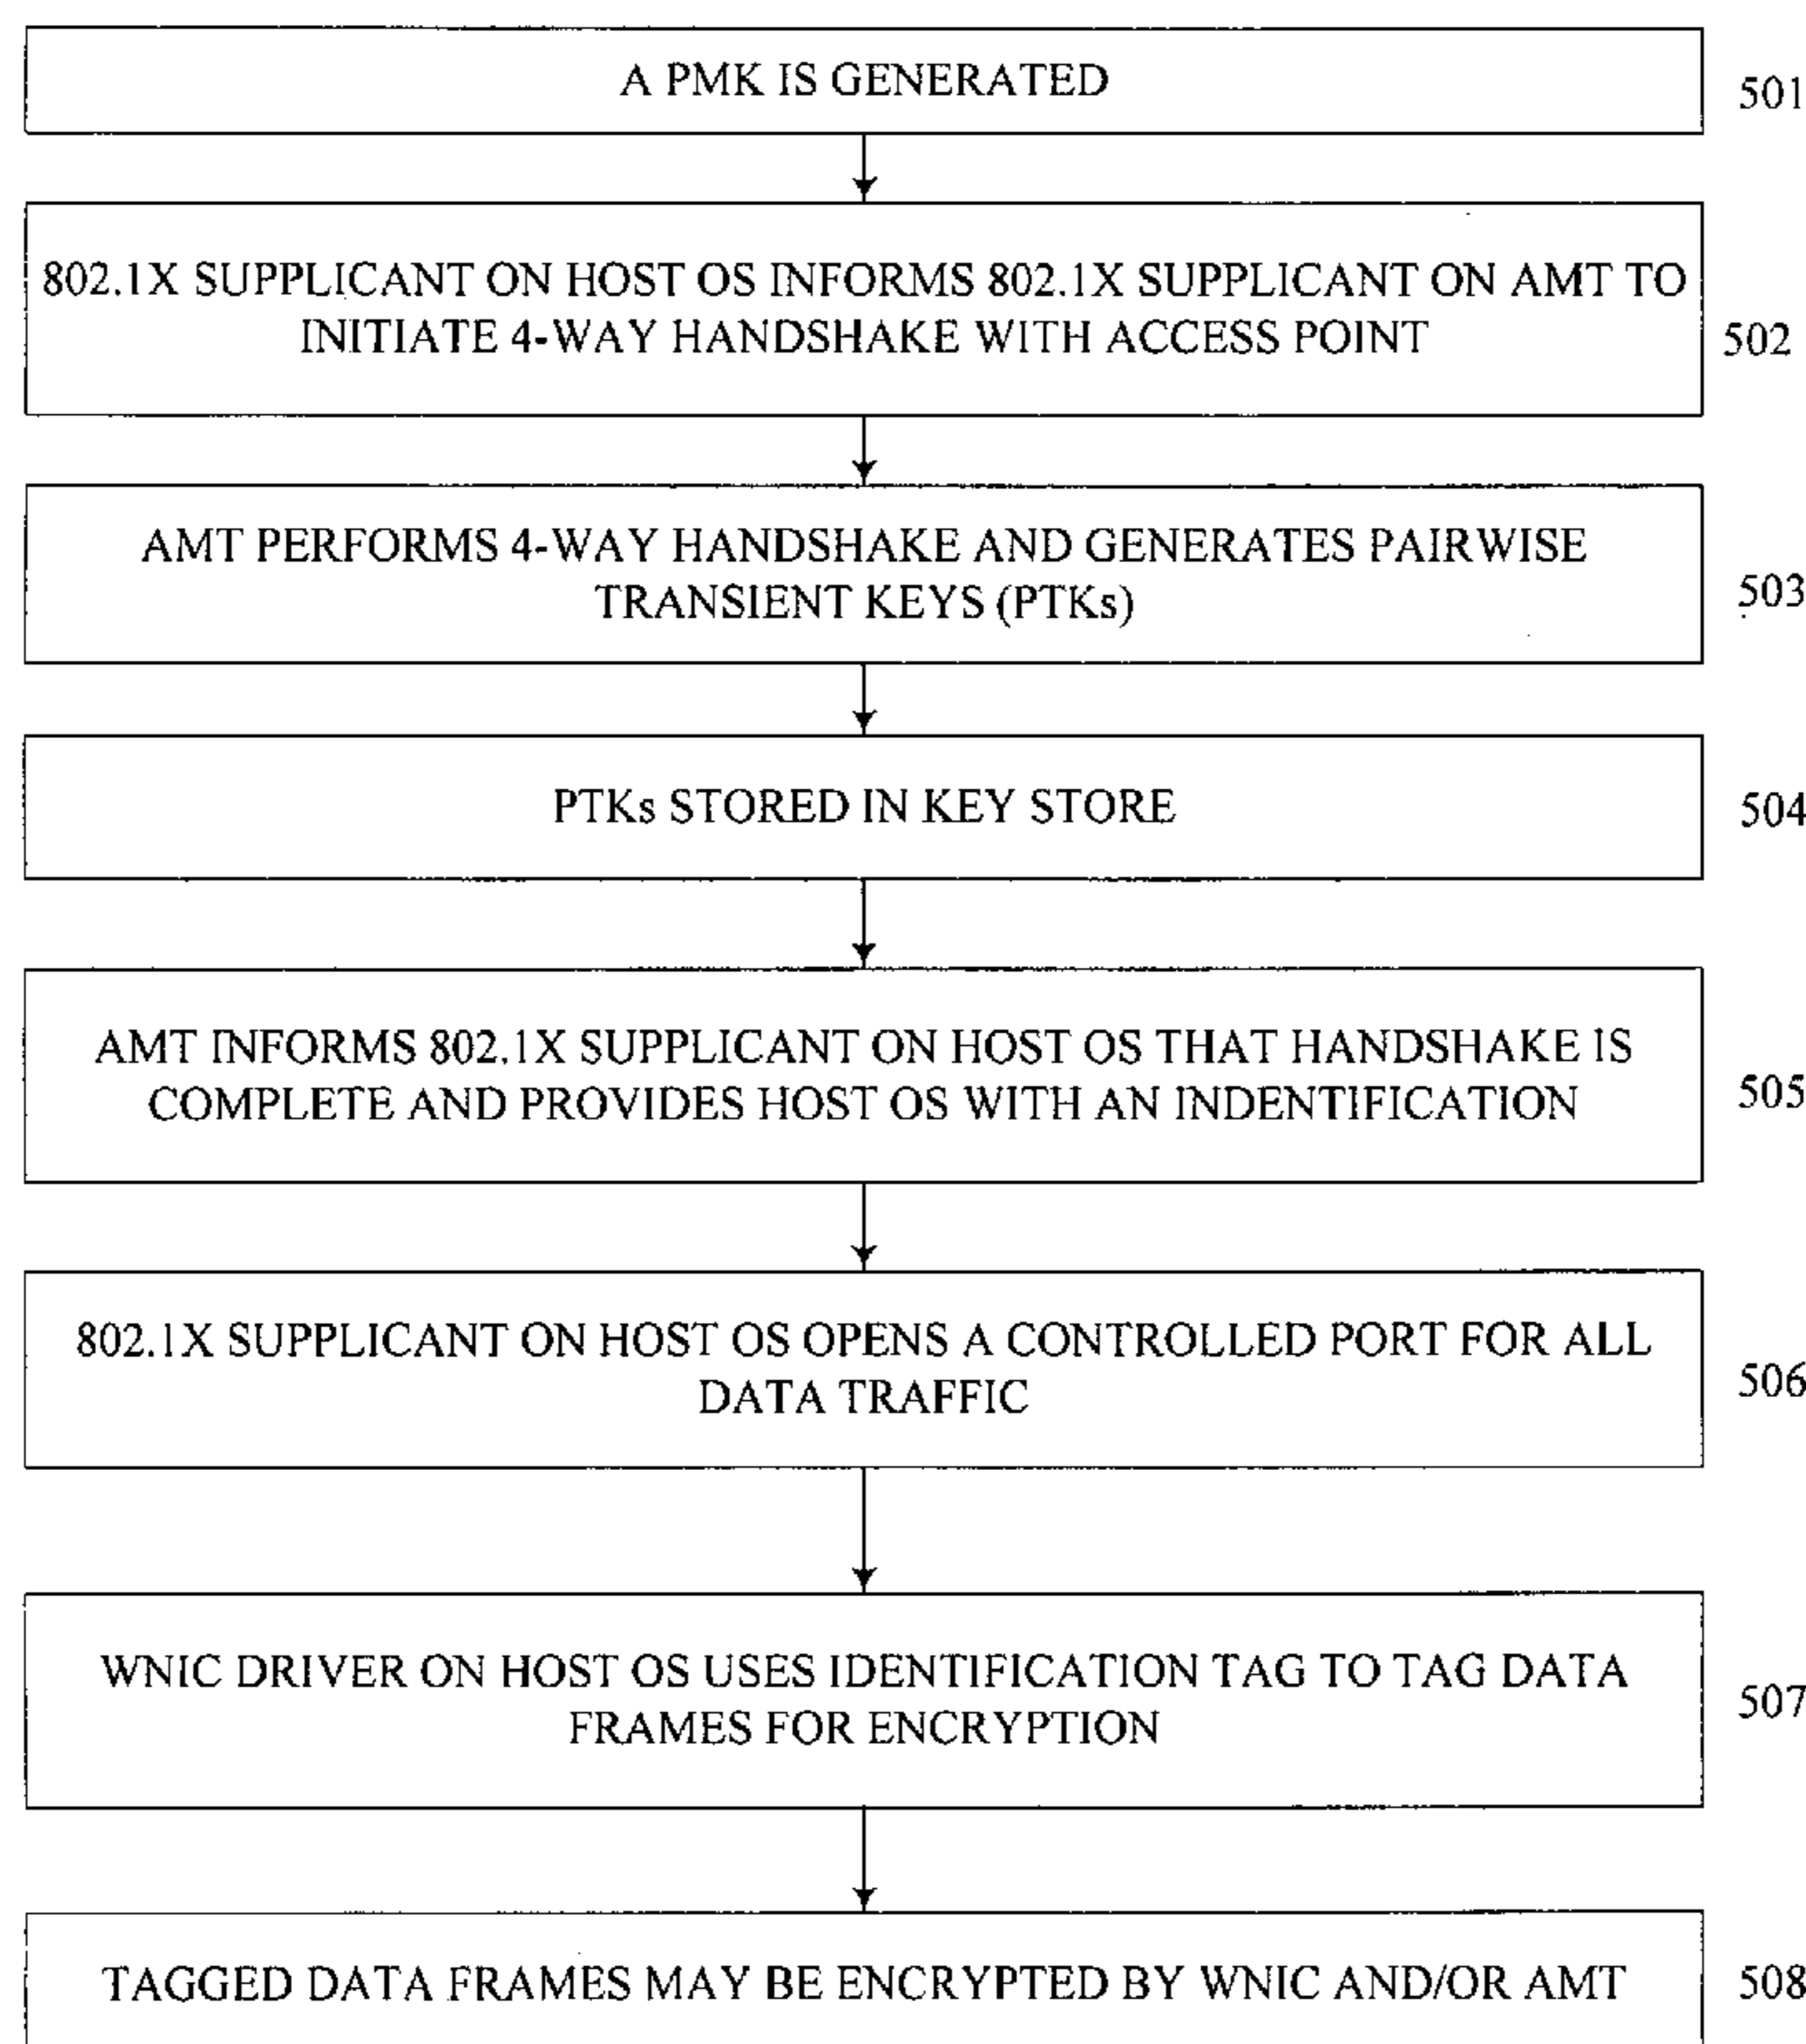 A PMK IS GENERATED
501
802.1X SUPPLICANT ON HOST OS INFORMS 802.1X SUPPLICANT ON AMT TO
INITIATE 4-WAY HANDSHAKE WITH ACCESS POINT
502
AMT PERFORMS 4-WAY HANDSHAKE AND GENERATES PAIRWISE
TRANSIENT KEYS (PTKs)
503
PTKs STORED IN KEY STORE
504
AMT INFORMS 802.1X SUPPLICANT ON HOST OS THAT HANDSHAKE IS
COMPLETE AND PROVIDES HOST OS WITH AN INDENTIFICATION
505
802.1X SUPPLICANT ON HOST OS OPENS A CONTROLLED PORT FOR ALL
DATA TRAFFIC
506
WNIC DRIVER ON HOST OS USES IDENTIFICATION TAG TO TAG DATA
FRAMES FOR ENCRYPTION
507
TAGGED DATA FRAMES MAY BE ENCRYPTED BY WNIC AND/OR AMT
508